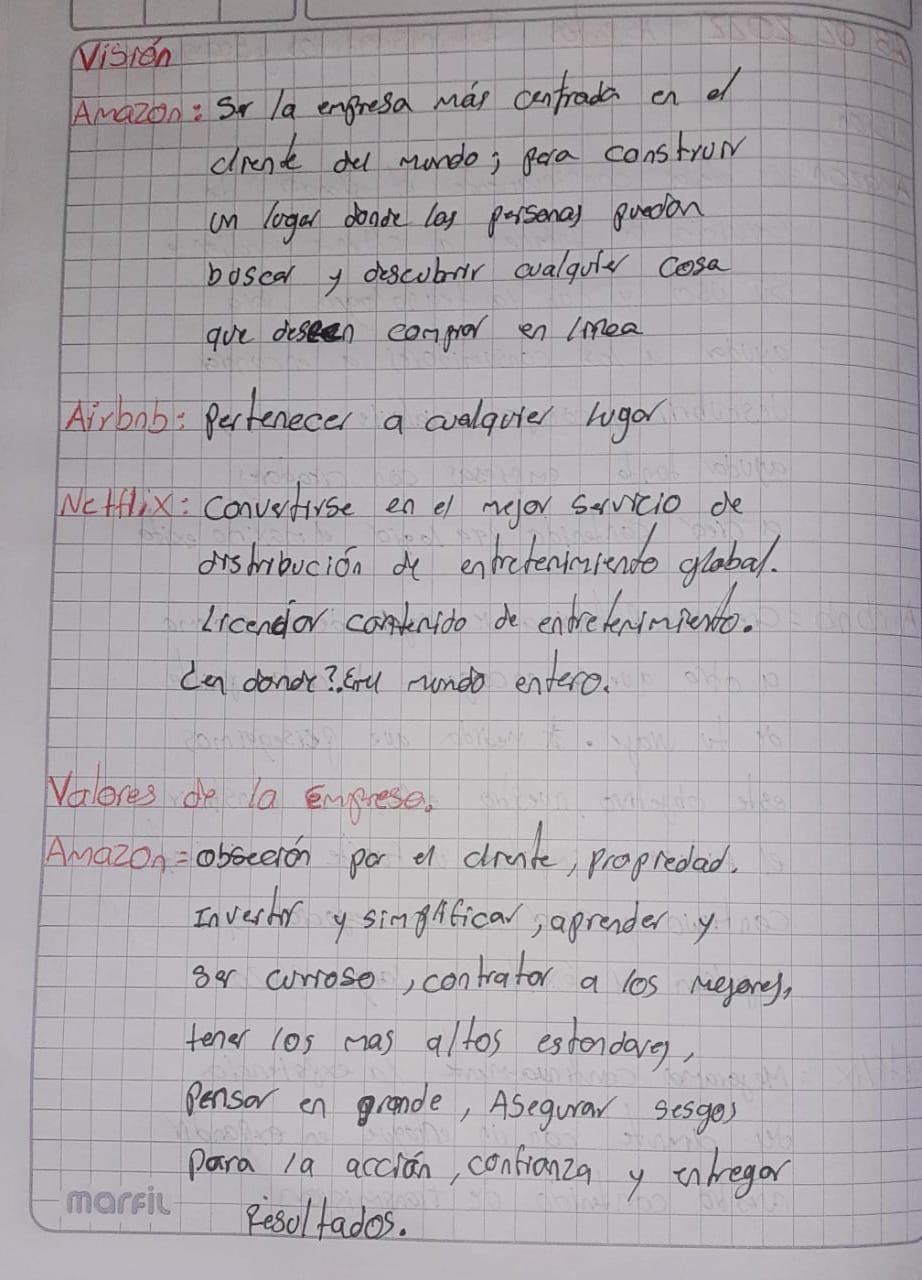 Visión
Amazon: Ser la empresa más centrada en el
cliente del mundo; para construir
un lugar donde las personas puedan
buscar y descubrir cualquier cosa
que deseen comprar en línea
Airbnb: Pertenecer a cualquier lugar
Netflix: Convertirse en el mejor servicio de
distribución de entretenimiento global.
Licenciar contenido de entretenimiento.
¿en donde? En el mundo entero.
Valores de la Empresa.
Amazon = obseción por el cliente, propiedad.
Invertir y simplificar, aprender y
ser curioso, contratar a los mejores,
tener los mas altos estandares,
Pensar en grande, Asegurar sesgos
para la acción, confianza y entregar
Resultados.
marfil